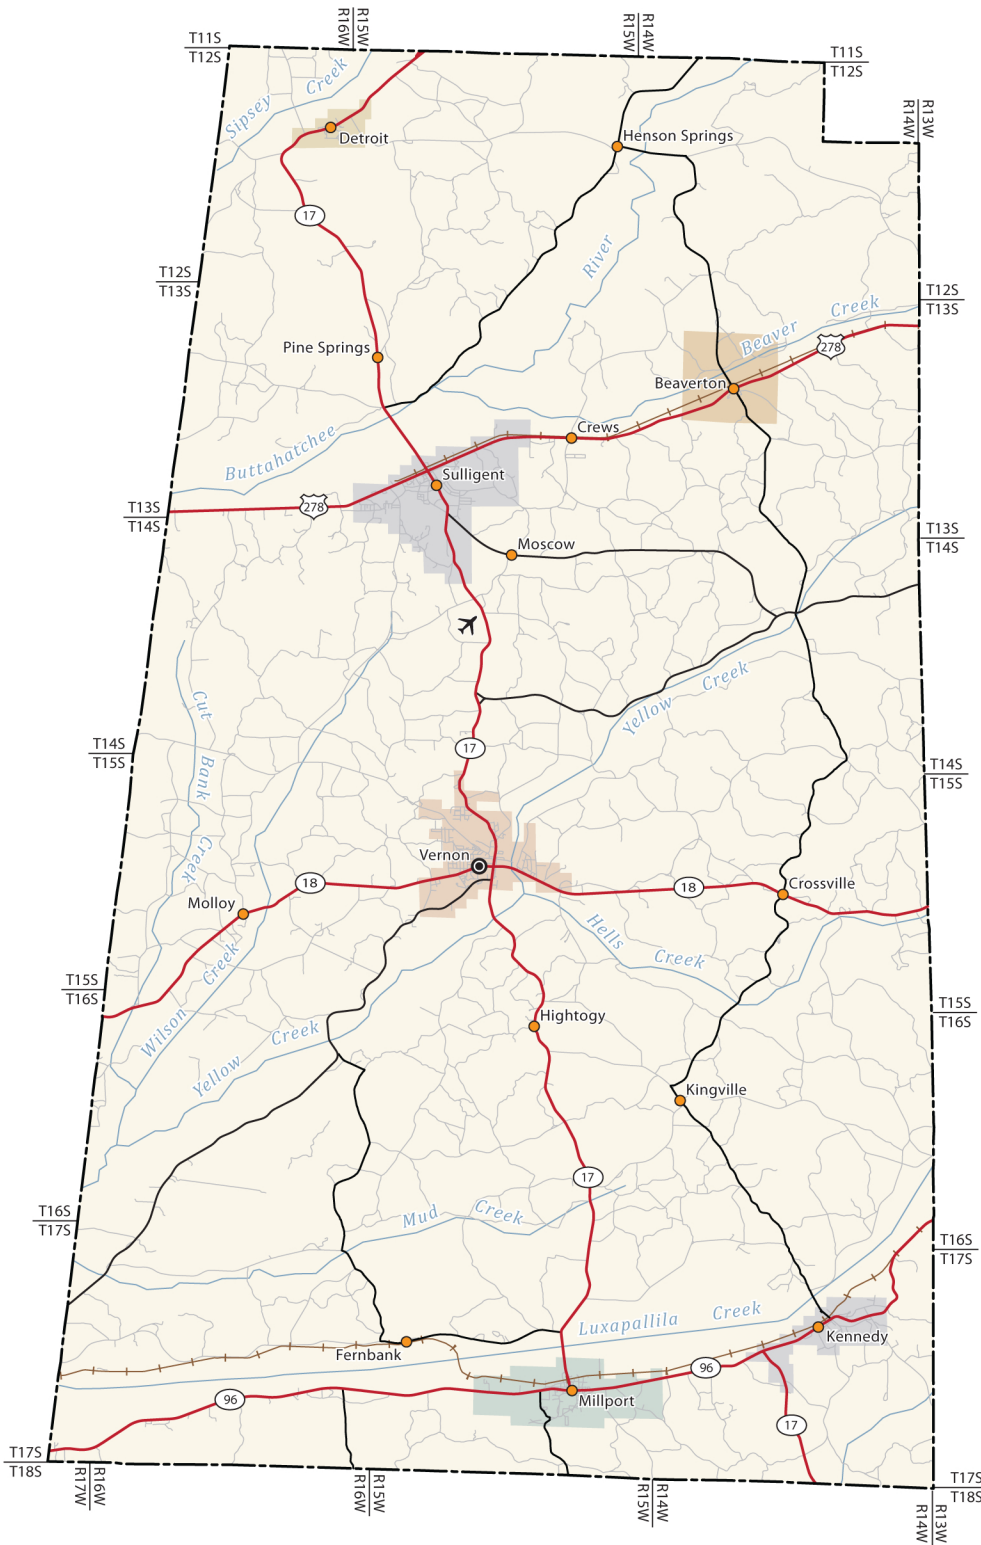 R16W
R15W
R15W
R14W
T11S
T12S
T11S
T12S
R14W
R13W
Sipsey Creek
Detroit
Henson Springs
17
River
T12S
T13S
T12S
T13S
Beaver Creek
278
Pine Springs
Beaverton
Crews
Buttahatchee
Sulligent
278
T13S
T14S
T13S
T14S
Moscow
Cut Bank Creek
Yellow Creek
17
T14S
T15S
T14S
T15S
Vernon
18
18
Crossville
Molloy
Hells Creek
Wilson Creek
T15S
T16S
T15S
T16S
Hightogy
Yellow Creek
Kingville
17
Mud Creek
T16S
T17S
T16S
T17S
Luxapallila Creek
Kennedy
Fernbank
96
96
Millport
17
T17S
T18S
T17S
T18S
R17W
R16W
R16W
R15W
R15W
R14W
R14W
R13W